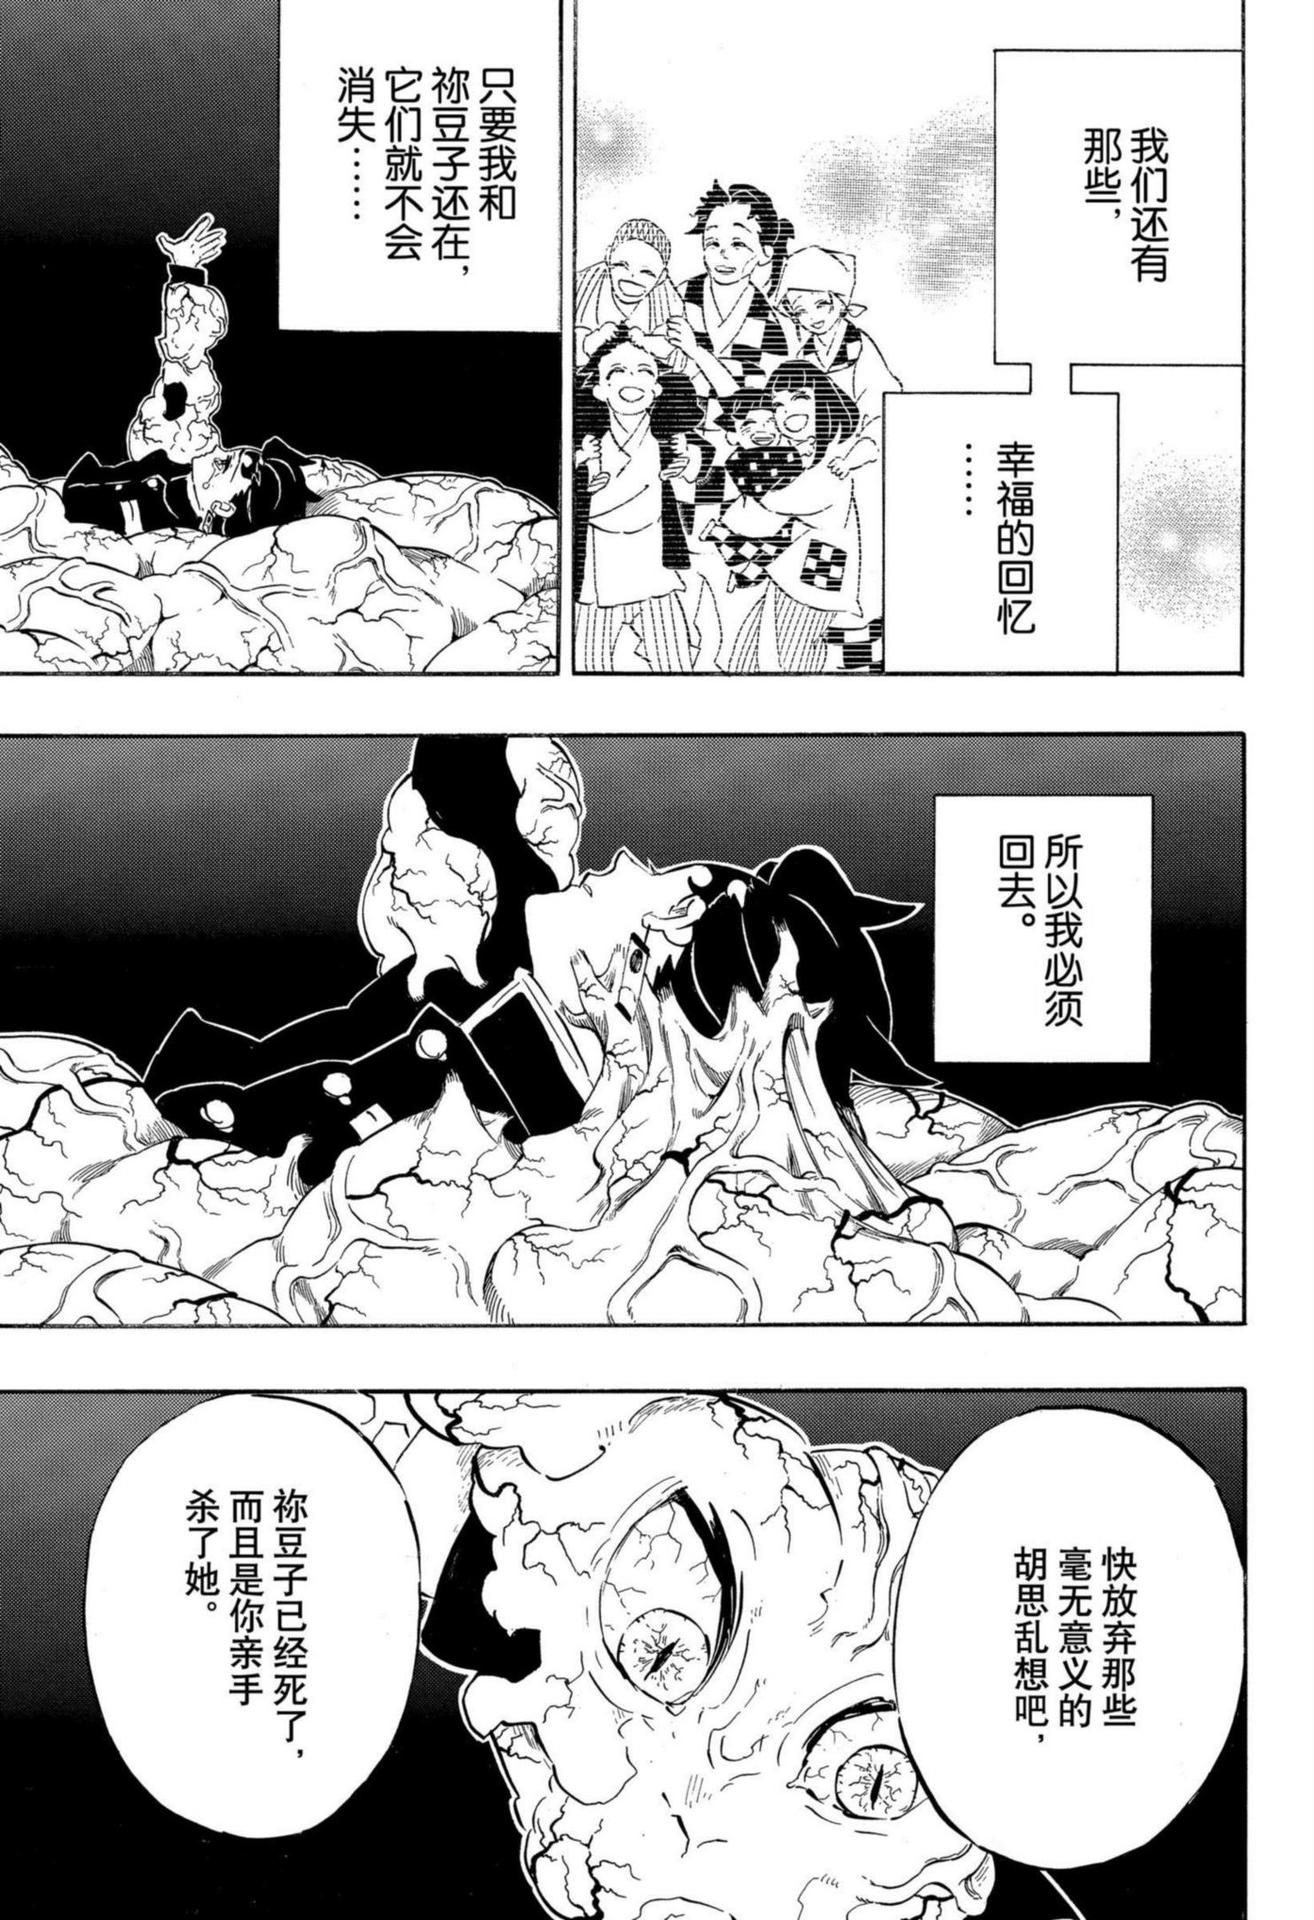 我们还有
那些，
幸福的回忆
……
只要我和
祢豆子还在，
它们就不会
消失……
所以我必须
回去。
快放弃那些
毫无意义的
胡思乱想吧，
祢豆子已经死了，
而且是你亲手
杀了她。